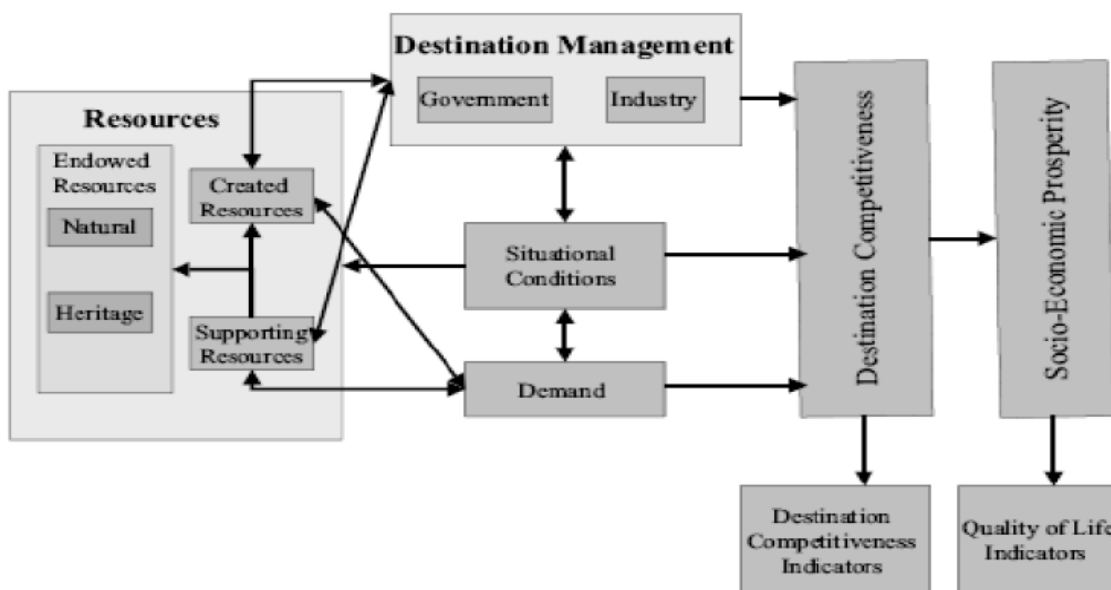 Destination Management
Government
Industry
Resources
Endowed
Resources
Natural
Heritage
Created
Resources
Supporting
Resources
Situational
Conditions
Demand
Destination Competitiveness
Socio-Economic Prosperity
Destination
Competitiveness
Indicators
Quality of Life
Indicators